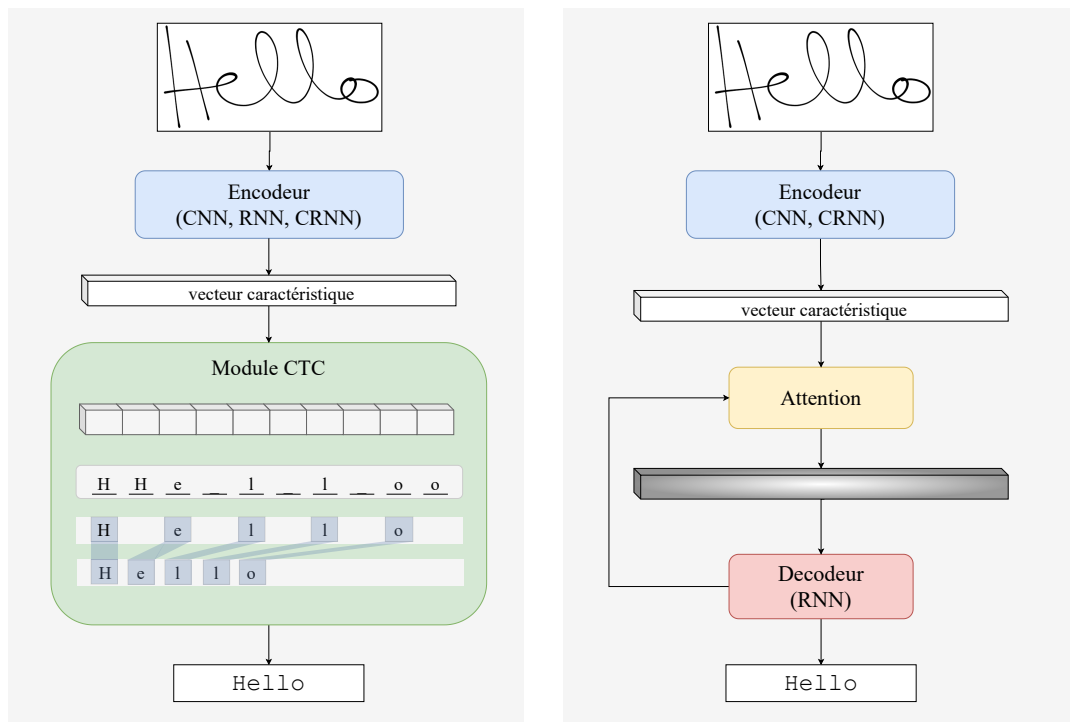 Hello
Encodeur
(CNN, RNN, CRNN)
vecteur caractéristique
Module CTC
H H e _ l _ l _ o o
H e l l o
H e l l o
Hello
Hello
Encodeur
(CNN, CRNN)
vecteur caractéristique
Attention
Decodeur
(RNN)
Hello